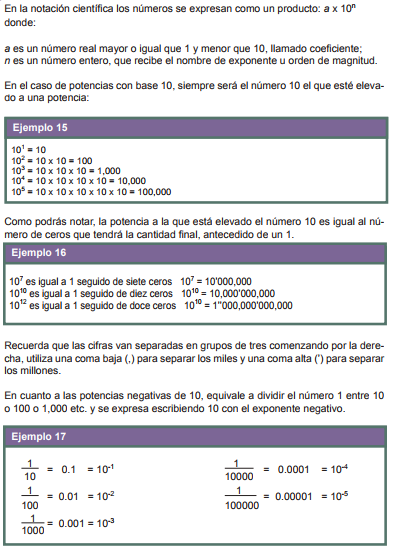 En la notación científica los números se expresan como un producto: a x 10ⁿ
donde:
a es un número real mayor o igual que 1 y menor que 10, llamado coeficiente;
n es un número entero, que recibe el nombre de exponente u orden de magnitud.
En el caso de potencias con base 10, siempre será el número 10 el que esté eleva-
do a una potencia:
Ejemplo 15
10¹ = 10
10² = 10 x 10 = 100
10³ = 10 x 10 x 10 = 1,000
10⁴ = 10 x 10 x 10 x 10 = 10,000
10⁵ = 10 x 10 x 10 x 10 x 10 = 100,000
Como podrás notar, la potencia a la que está elevado el número 10 es igual al nú-
mero de ceros que tendrá la cantidad final, antecedido de un 1.
Ejemplo 16
10⁷ es igual a 1 seguido de siete ceros 10⁷ = 10'000,000
10¹⁰ es igual a 1 seguido de diez ceros 10¹⁰ = 10,000'000,000
10¹² es igual a 1 seguido de doce ceros 10¹⁰ = 1"000,000'000,000
Recuerda que las cifras van separadas en grupos de tres comenzando por la dere-
cha, utiliza una coma baja (,) para separar los miles y una coma alta (') para separar
los millones.
En cuanto a las potencias negativas de 10, equivale a dividir el número 1 entre 10
o 100 o 1,000 etc. y se expresa escribiendo 10 con el exponente negativo.
Ejemplo 17
1/10 = 0.1 = 10⁻¹
1/100 = 0.01 = 10⁻²
1/1000 = 0.001 = 10⁻³
1/10000 = 0.0001 = 10⁻⁴
1/100000 = 0.00001 = 10⁻⁵